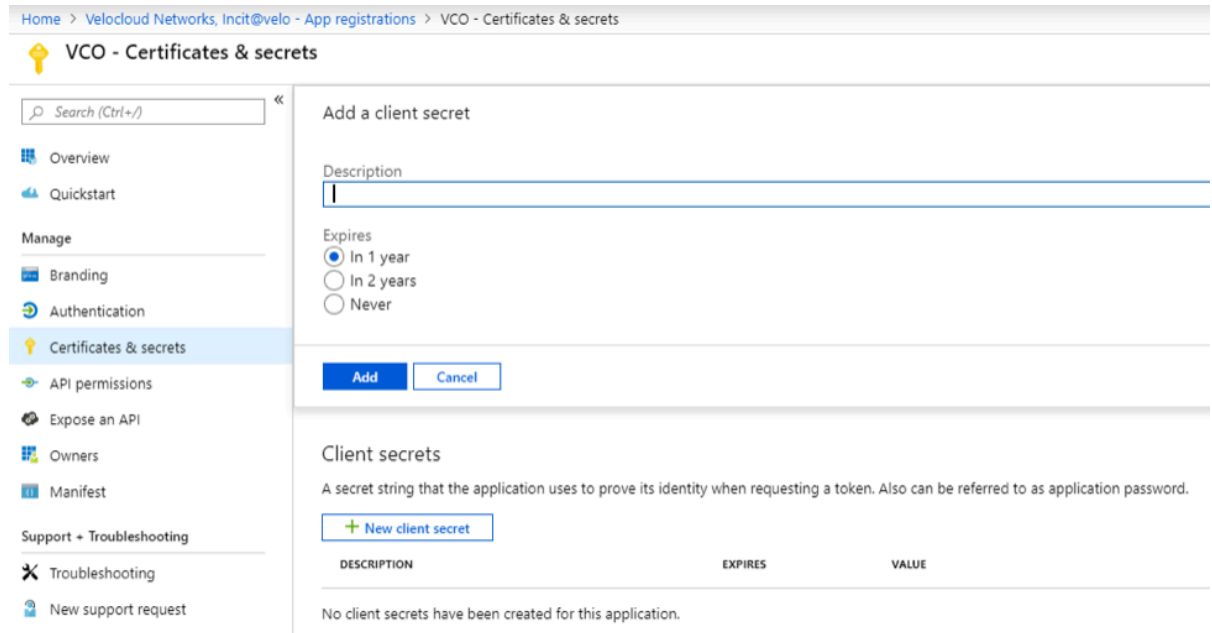 Home > Velocloud Networks, Incit@velo - App registrations > VCO - Certificates & secrets
VCO - Certificates & secrets
Search (Ctrl+/)
«
Overview
Quickstart
Manage
Branding
Authentication
Certificates & secrets
API permissions
Expose an API
Owners
Manifest
Support + Troubleshooting
Troubleshooting
New support request
Add a client secret
Description
Expires
In 1 year
In 2 years
Never
Add Cancel
Client secrets
A secret string that the application uses to prove its identity when requesting a token. Also can be referred to as application password.
+ New client secret
DESCRIPTION EXPIRES VALUE
No client secrets have been created for this application.